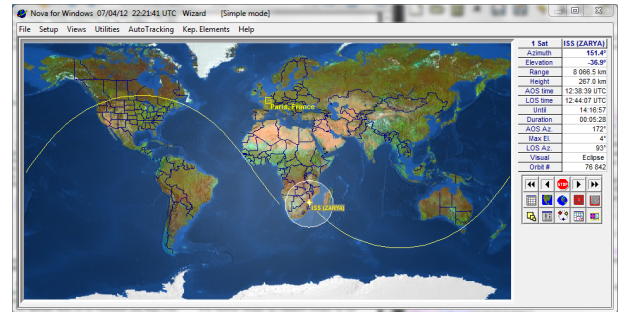 Nova for Windows 07/04/12 22:21:41 UTC Wizard [Simple mode]
File Setup Views Utilities AutoTracking Kep. Elements Help
1 Sat ISS (ZARYA)
Azimuth 151.4°
Elevation -36.9°
Range 8 066.5 km
Height 267.0 km
AOS time 12:38:39 UTC
LOS time 12:44:07 UTC
Until 14:16:57
Duration 00:05:28
AOS Az. 172°
Max El. 4°
LOS Az. 93°
Visual Eclipse
Orbit # 76 842
Paris, France
ISS (ZARYA)
STOP